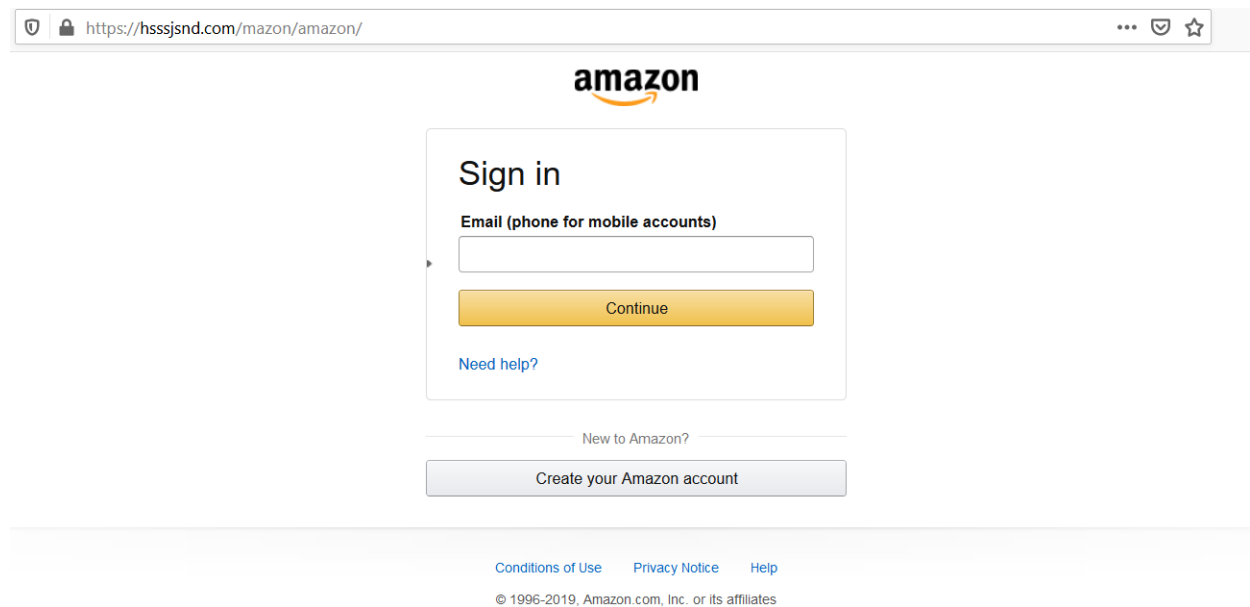 https://hsssjsnd.com/mazon/amazon/
amazon
Sign in
Email (phone for mobile accounts)
Continue
Need help?
New to Amazon?
Create your Amazon account
Conditions of Use Privacy Notice Help
© 1996-2019, Amazon.com, Inc. or its affiliates